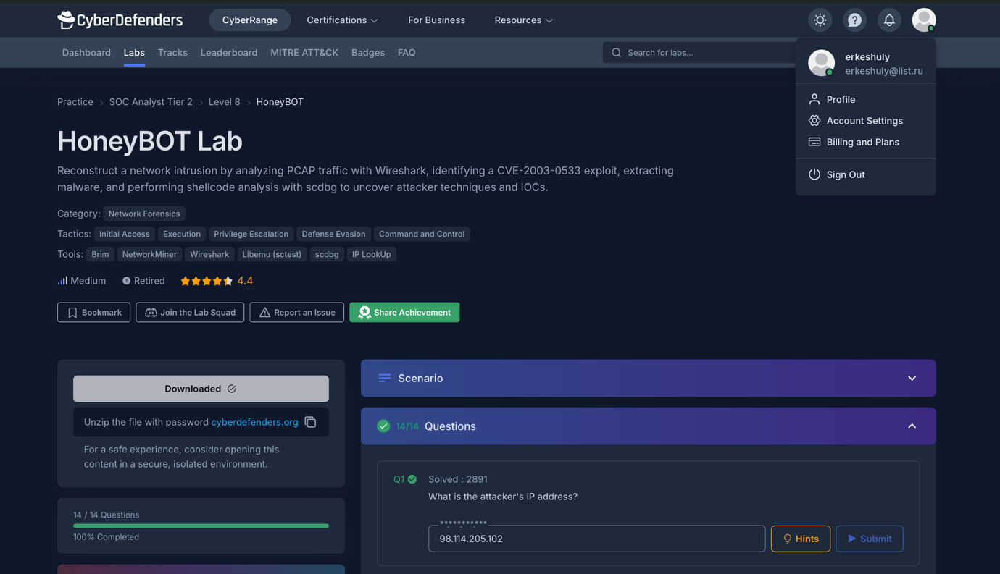 CyberDefenders
CyberRange
Certifications
For Business
Resources
Dashboard
Labs
Tracks
Leaderboard
MITRE ATT&CK
Badges
FAQ
Search for labs...
erkeshuly
erkeshuly@list.ru
Profile
Account Settings
Billing and Plans
Sign Out
Practice > SOC Analyst Tier 2 > Level 8 > HoneyBOT
HoneyBOT Lab
Reconstruct a network intrusion by analyzing PCAP traffic with Wireshark, identifying a CVE-2003-0533 exploit, extracting
malware, and performing shellcode analysis with scdbg to uncover attacker techniques and IOCs.
Category: Network Forensics
Tactics: Initial Access Execution Privilege Escalation Defense Evasion Command and Control
Tools: Brim NetworkMiner Wireshark Libemu (sctest) scdbg IP LookUp
Medium Retired 4.4
Bookmark Join the Lab Squad Report an Issue Share Achievement
Downloaded
Unzip the file with password cyberdefenders.org
For a safe experience, consider opening this
content in a secure, isolated environment.
14 / 14 Questions
100% Completed
Scenario
14/14 Questions
Q1 Solved : 2891
What is the attacker's IP address?
**.***.***.***
98.114.205.102
Hints
Submit